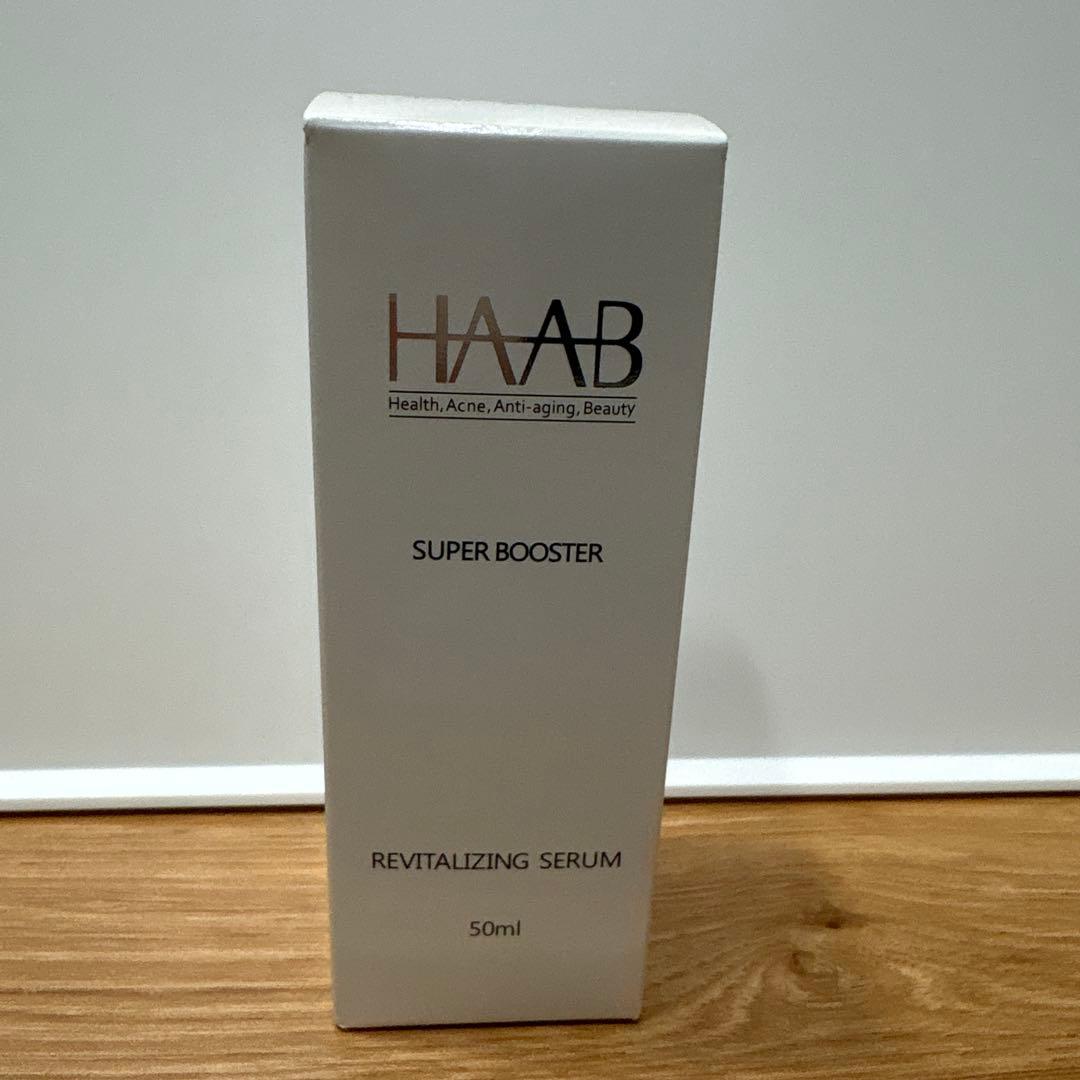 HAAB
Health, Acne, Anti-aging, Beauty
SUPER BOOSTER
REVITALIZING SERUM
50ml